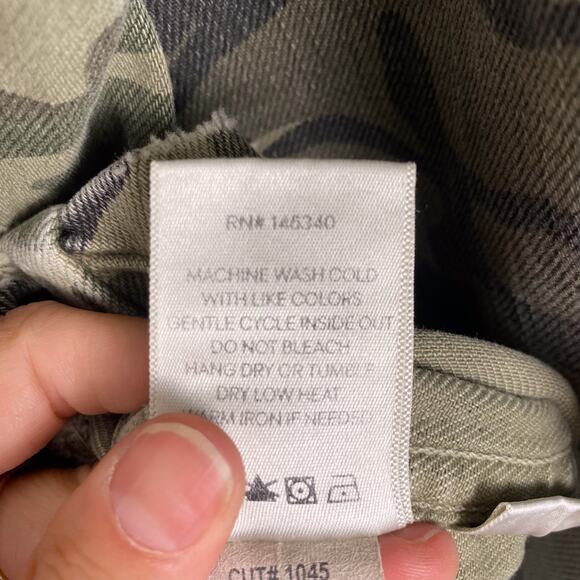 RN# 146340
MACHINE WASH COLD
WITH LIKE COLORS
GENTLE CYCLE INSIDE OUT
DO NOT BLEACH
HANG DRY OR TUMBLE
DRY LOW HEAT
WARM IRON IF NEEDED
CUT# 1045